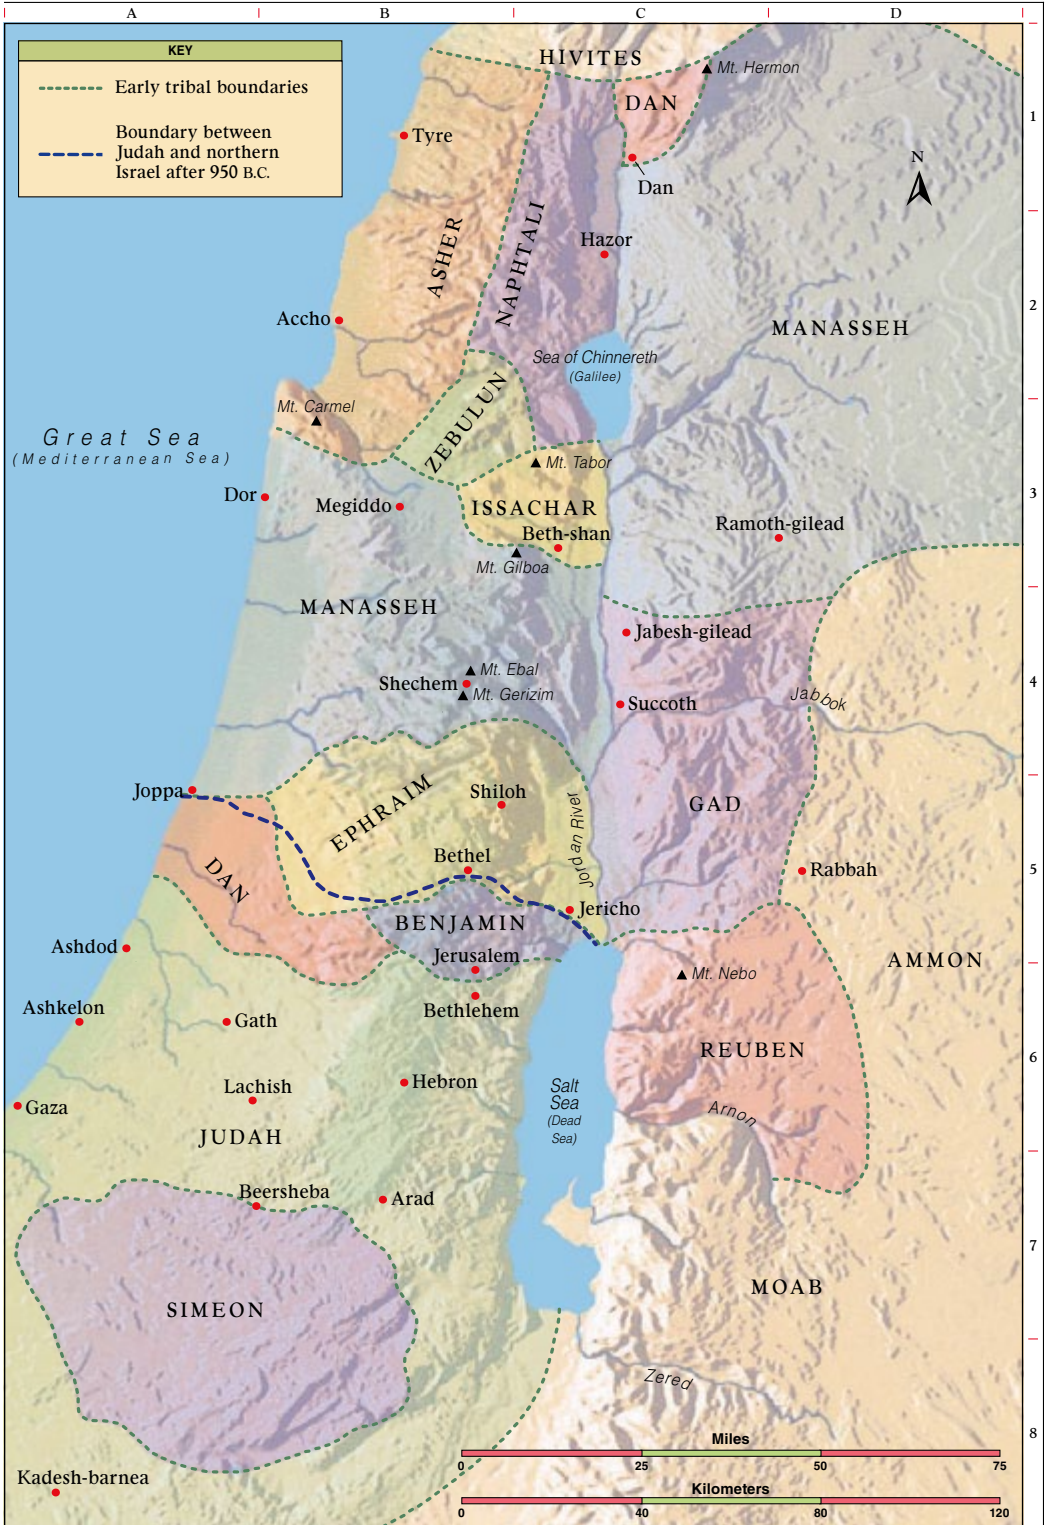 A B C D
KEY
Early tribal boundaries
Boundary between
Judah and northern
Israel after 950 B.C.
HIVITES
Mt. Hermon
DAN
1
Tyre
N
Dan
ASHER
NAPHTALI
Hazor
Accho
2
MANASSEH
Sea of Chinnereth
(Galilee)
ZEBULUN
Mt. Carmel
Great Sea
(Mediterranean Sea)
Mt. Tabor
Dor
3
Megiddo
ISSACHAR
Ramoth-gilead
Beth-shan
Mt. Gilboa
MANASSEH
Jabesh-gilead
Mt. Ebal
Shechem
4
Mt. Gerizim
Jabbok
Succoth
Joppa
EPHRAIM
Shiloh
GAD
Jordan River
Bethel
DAN
Rabbah
5
Jericho
BENJAMIN
Ashdod
Jerusalem
AMMON
Mt. Nebo
Ashkelon
Bethlehem
Gath
REUBEN
6
Hebron
Lachish
Salt
Sea
(Dead
Sea)
Gaza
Arnon
JUDAH
Beersheba
Arad
7
MOAB
SIMEON
Zered
8
Miles
0 25 50 75
Kadesh-barnea
Kilometers
0 40 80 120